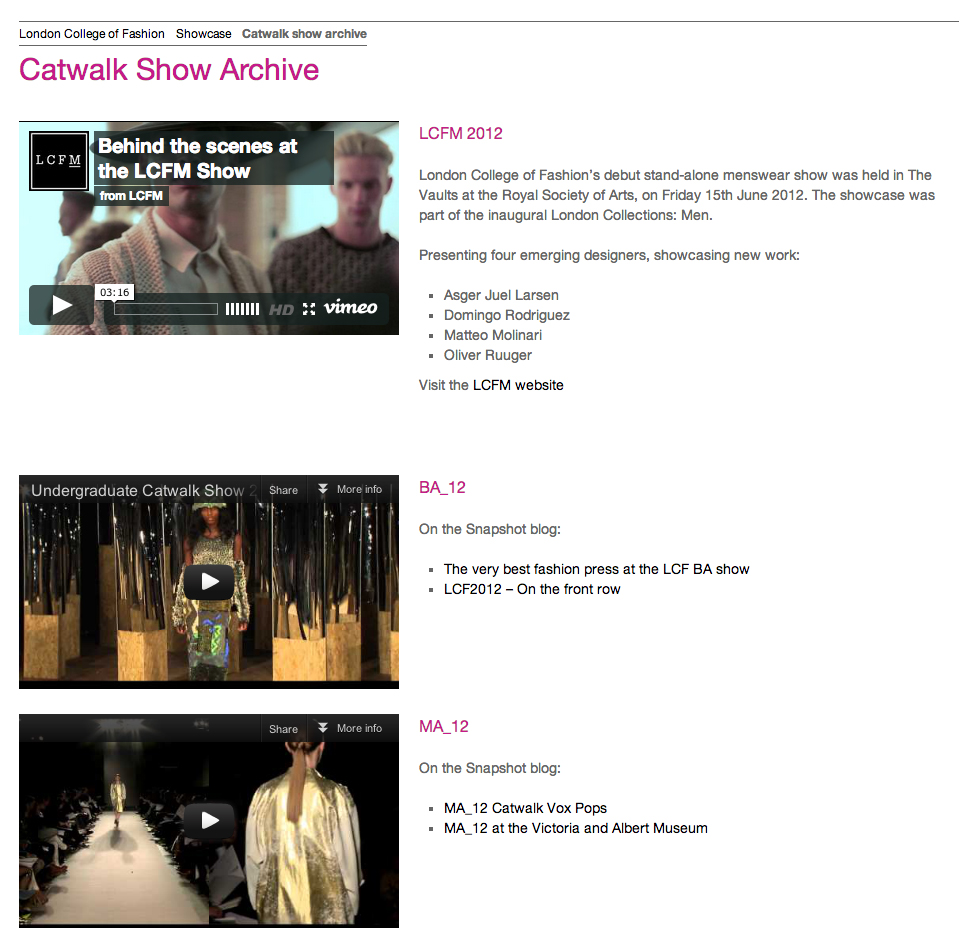 London College of Fashion Showcase Catwalk show archive
Catwalk Show Archive
LCFM
Behind the scenes at
the LCFM Show
from LCFM
03:16
HD vimeo
LCFM 2012
London College of Fashion's debut stand-alone menswear show was held in The
Vaults at the Royal Society of Arts, on Friday 15th June 2012. The showcase was
part of the inaugural London Collections: Men.
Presenting four emerging designers, showcasing new work:
Asger Juel Larsen
Domingo Rodriguez
Matteo Molinari
Oliver Ruuger
Visit the LCFM website
Undergraduate Catwalk Show 2 Share More info
BA_12
On the Snapshot blog:
The very best fashion press at the LCF BA show
LCF2012 – On the front row
Share More info
MA_12
On the Snapshot blog:
MA_12 Catwalk Vox Pops
MA_12 at the Victoria and Albert Museum